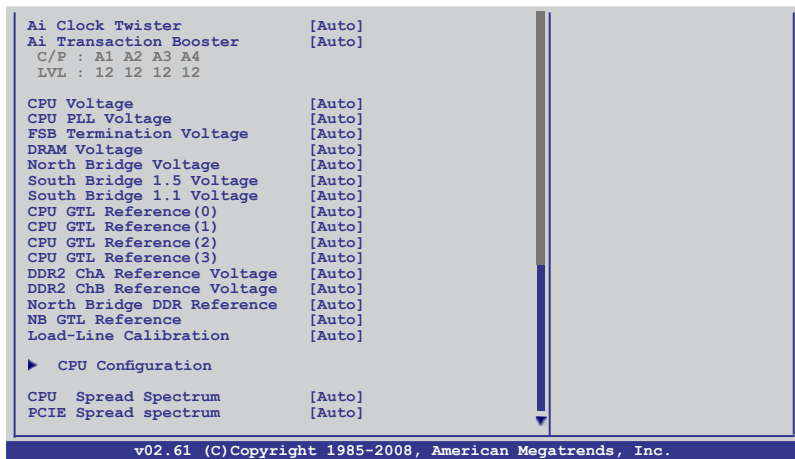 Ai Clock Twister [Auto]
Ai Transaction Booster [Auto]
C/P : A1 A2 A3 A4
LVL : 12 12 12 12
CPU Voltage [Auto]
CPU PLL Voltage [Auto]
FSB Termination Voltage [Auto]
DRAM Voltage [Auto]
North Bridge Voltage [Auto]
South Bridge 1.5 Voltage [Auto]
South Bridge 1.1 Voltage [Auto]
CPU GTL Reference(0) [Auto]
CPU GTL Reference(1) [Auto]
CPU GTL Reference(2) [Auto]
CPU GTL Reference(3) [Auto]
DDR2 ChA Reference Voltage [Auto]
DDR2 ChB Reference Voltage [Auto]
North Bridge DDR Reference [Auto]
NB GTL Reference [Auto]
Load-Line Calibration [Auto]
CPU Configuration
CPU Spread Spectrum [Auto]
PCIE Spread spectrum [Auto]
v02.61 (C)Copyright 1985-2008, American Megatrends, Inc.